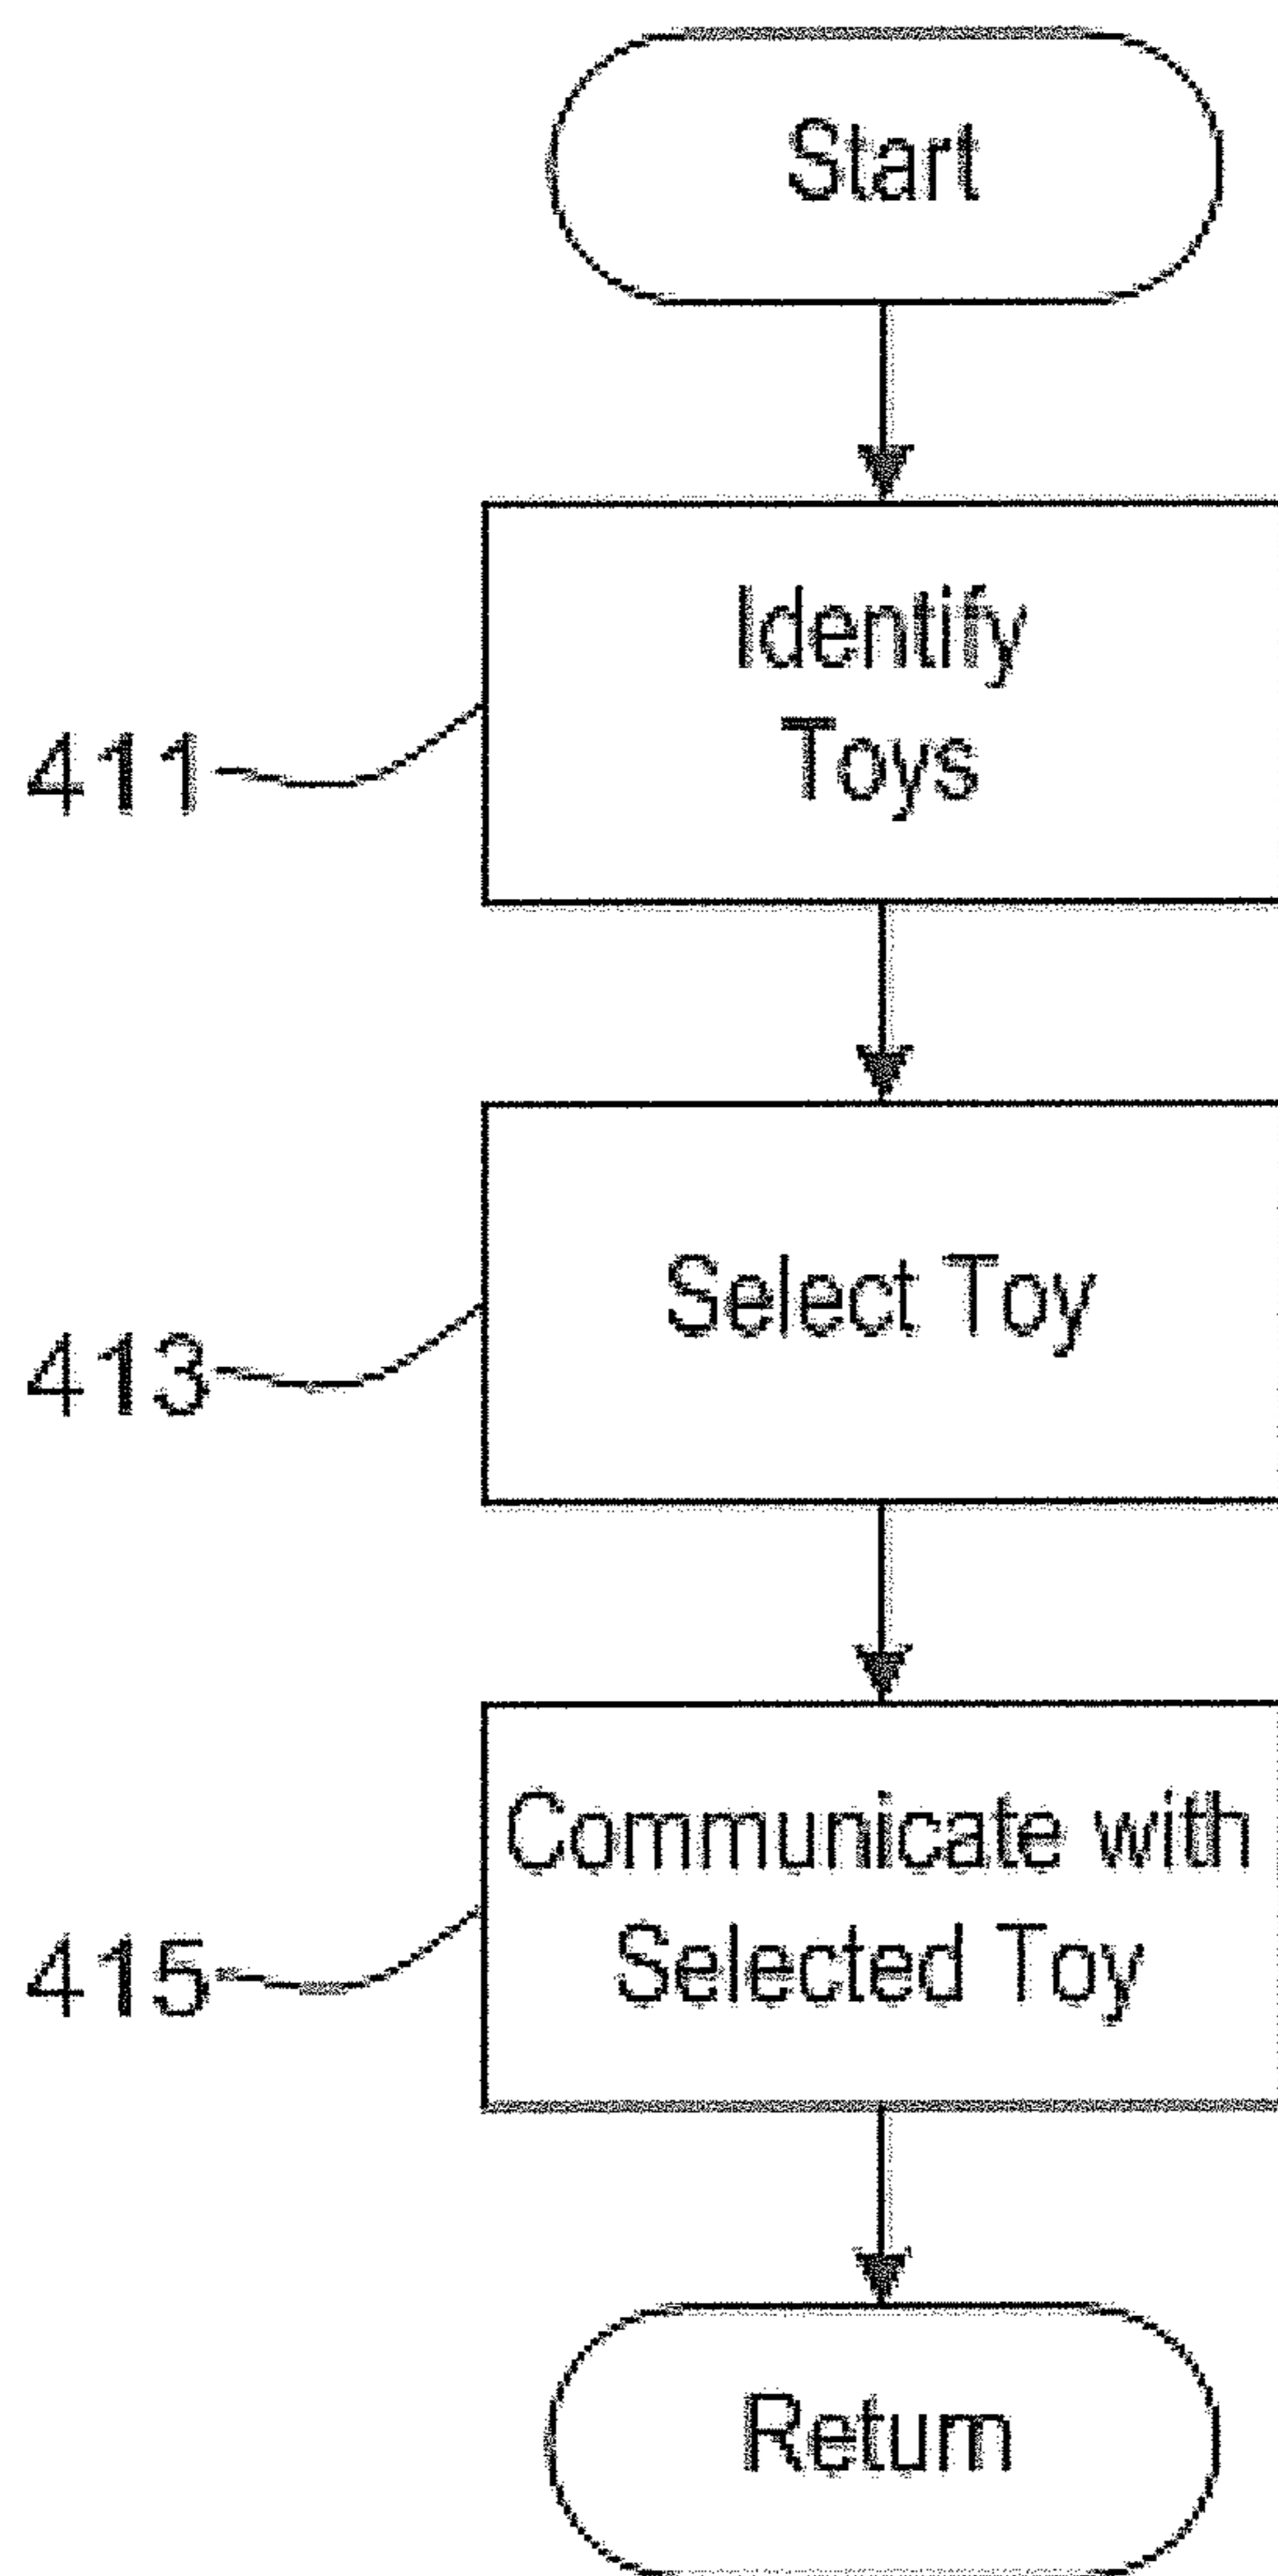 Start
Identify
Toys
411
Select Toy
413
Communicate with
Selected Toy
415
Return